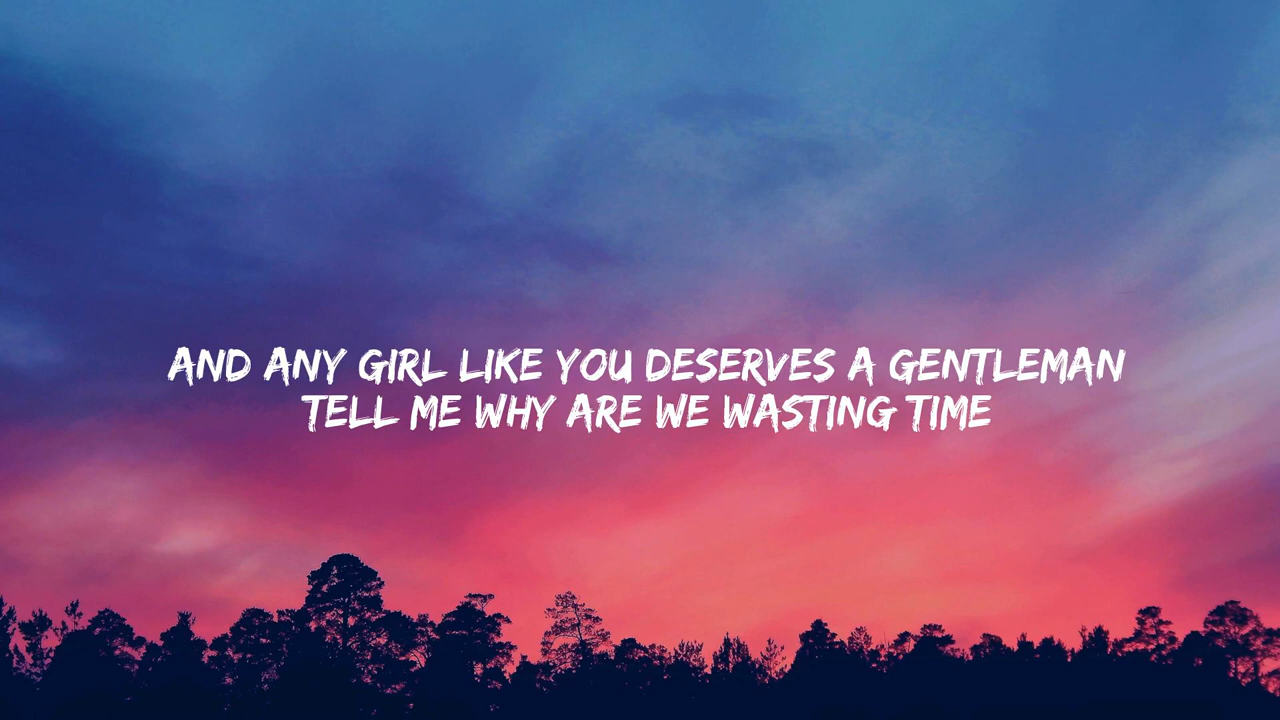 AND ANY GIRL LIKE YOU DESERVES A GENTLEMAN
TELL ME WHY ARE WE WASTING TIME